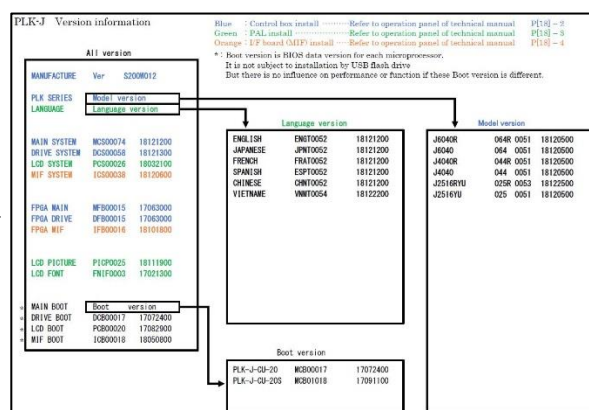 PLK-J Version information
Blue : Control box install ········· Refer to operation panel of technical manual P[18] - 2
Green : PAL install ········· Refer to operation panel of technical manual P[18] - 3
Orange : I/F board (MIF) install ····· Refer to operation panel of technical manual P[18] - 4
* : Boot version is BIOS data version for each microprocessor.
It is not subject to installation by USB flash drive
But there is no influence on performance or function if these Boot version is different.
All version
MANUFACTURE Ver S200W012
PLK SERIES Model version
LANGUAGE Language version
MAIN SYSTEM MCS00074 18121200
DRIVE SYSTEM DCS00058 18121300
LCD SYSTEM PCS00026 18032100
MIF SYSTEM ICS00038 18120600
FPGA MAIN MFB00015 17063000
FPGA DRIVE DFB00015 17063000
FPGA MIF IFB00016 18101800
LCD PICTURE PICP0025 18111900
LCD FONT FNIF0003 17021300
* MAIN BOOT Boot version
* DRIVE BOOT DCB00017 17072400
* LCD BOOT PCB00020 17082900
* MIF BOOT ICB00018 18050800
Language version
ENGLISH ENGT0052 18121200
JAPANESE JPNT0052 18121200
FRENCH FRAT0052 18121200
SPANISH ESPT0052 18121200
CHINESE CHNT0052 18121200
VIETNAME VNMT0054 18122200
Model version
J6040R 064R 0051 18120500
J6040 064 0051 18120500
J4040R 044R 0051 18120500
J4040 044 0051 18120500
J2516RYU 025R 0053 18122500
J2516YU 025 0051 18120500
Boot version
PLK-J-CU-20 MCB00017 17072400
PLK-J-CU-20S MCB01018 17091100